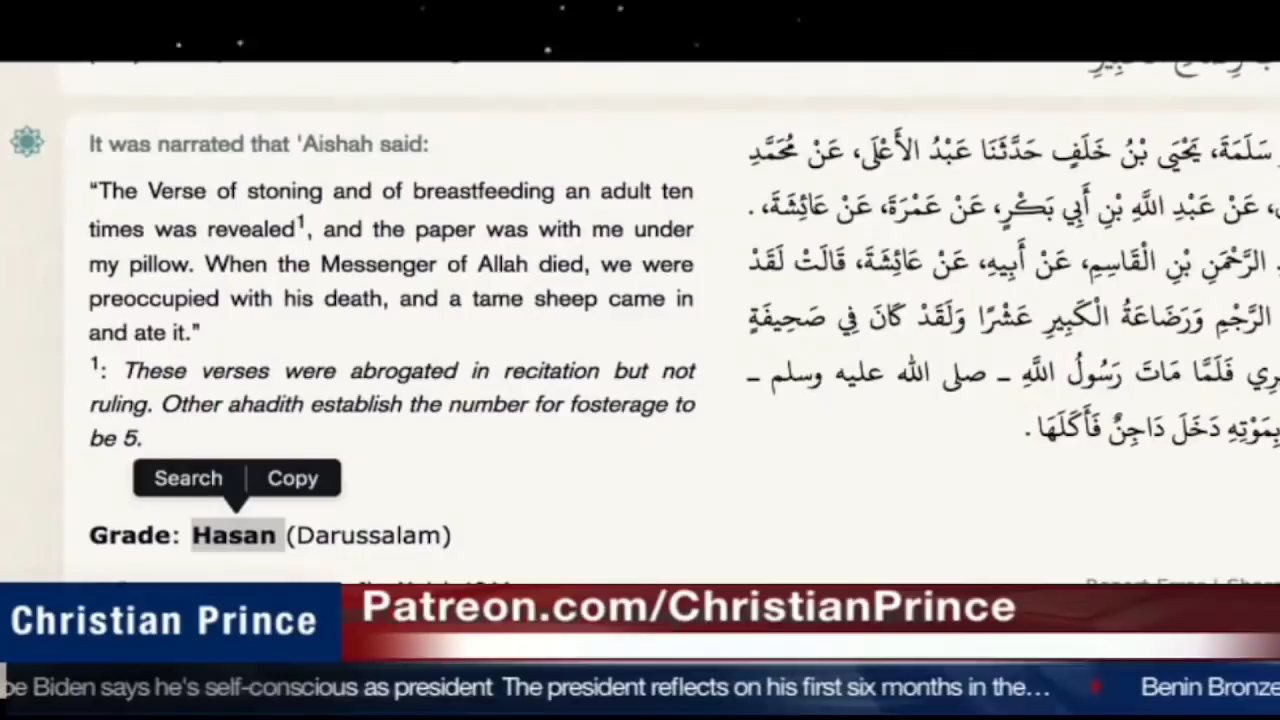 It was narrated that 'Aishah said:
“The Verse of stoning and of breastfeeding an adult ten
times was revealed¹, and the paper was with me under
my pillow. When the Messenger of Allah died, we were
preoccupied with his death, and a tame sheep came in
and ate it.”
¹: These verses were abrogated in recitation but not
ruling. Other ahadith establish the number for fosterage to
be 5.
Search | Copy
Grade: Hasan (Darussalam)
سَلَمَةَ، يَحْيَى بْنُ خَلَفٍ حَدَّثَنَا عَبْدُ الأَعْلَى، عَنْ مُحَمَّدِ
عَنْ عَبْدِ اللَّهِ بْنِ أَبِي بَكْرٍ، عَنْ عَمْرَةَ، عَنْ عَائِشَةَ، .
الرَّحْمَنِ بْنِ الْقَاسِمِ، عَنْ أَبِيهِ، عَنْ عَائِشَةَ، قَالَتْ لَقَدْ
الرَّجْمِ وَرَضَاعَةُ الْكَبِيرِ عَشْرًا وَلَقَدْ كَانَ فِي صَحِيفَةٍ
فَلَمَّا مَاتَ رَسُولُ اللَّهِ ـ صلى الله عليه وسلم ـ
بِمَوْتِهِ دَخَلَ دَاجِنٌ فَأَكَلَهَا .
Christian Prince
Patreon.com/ChristianPrince
Biden says he's self-conscious as president The president reflects on his first six months in the... Benin Bronze